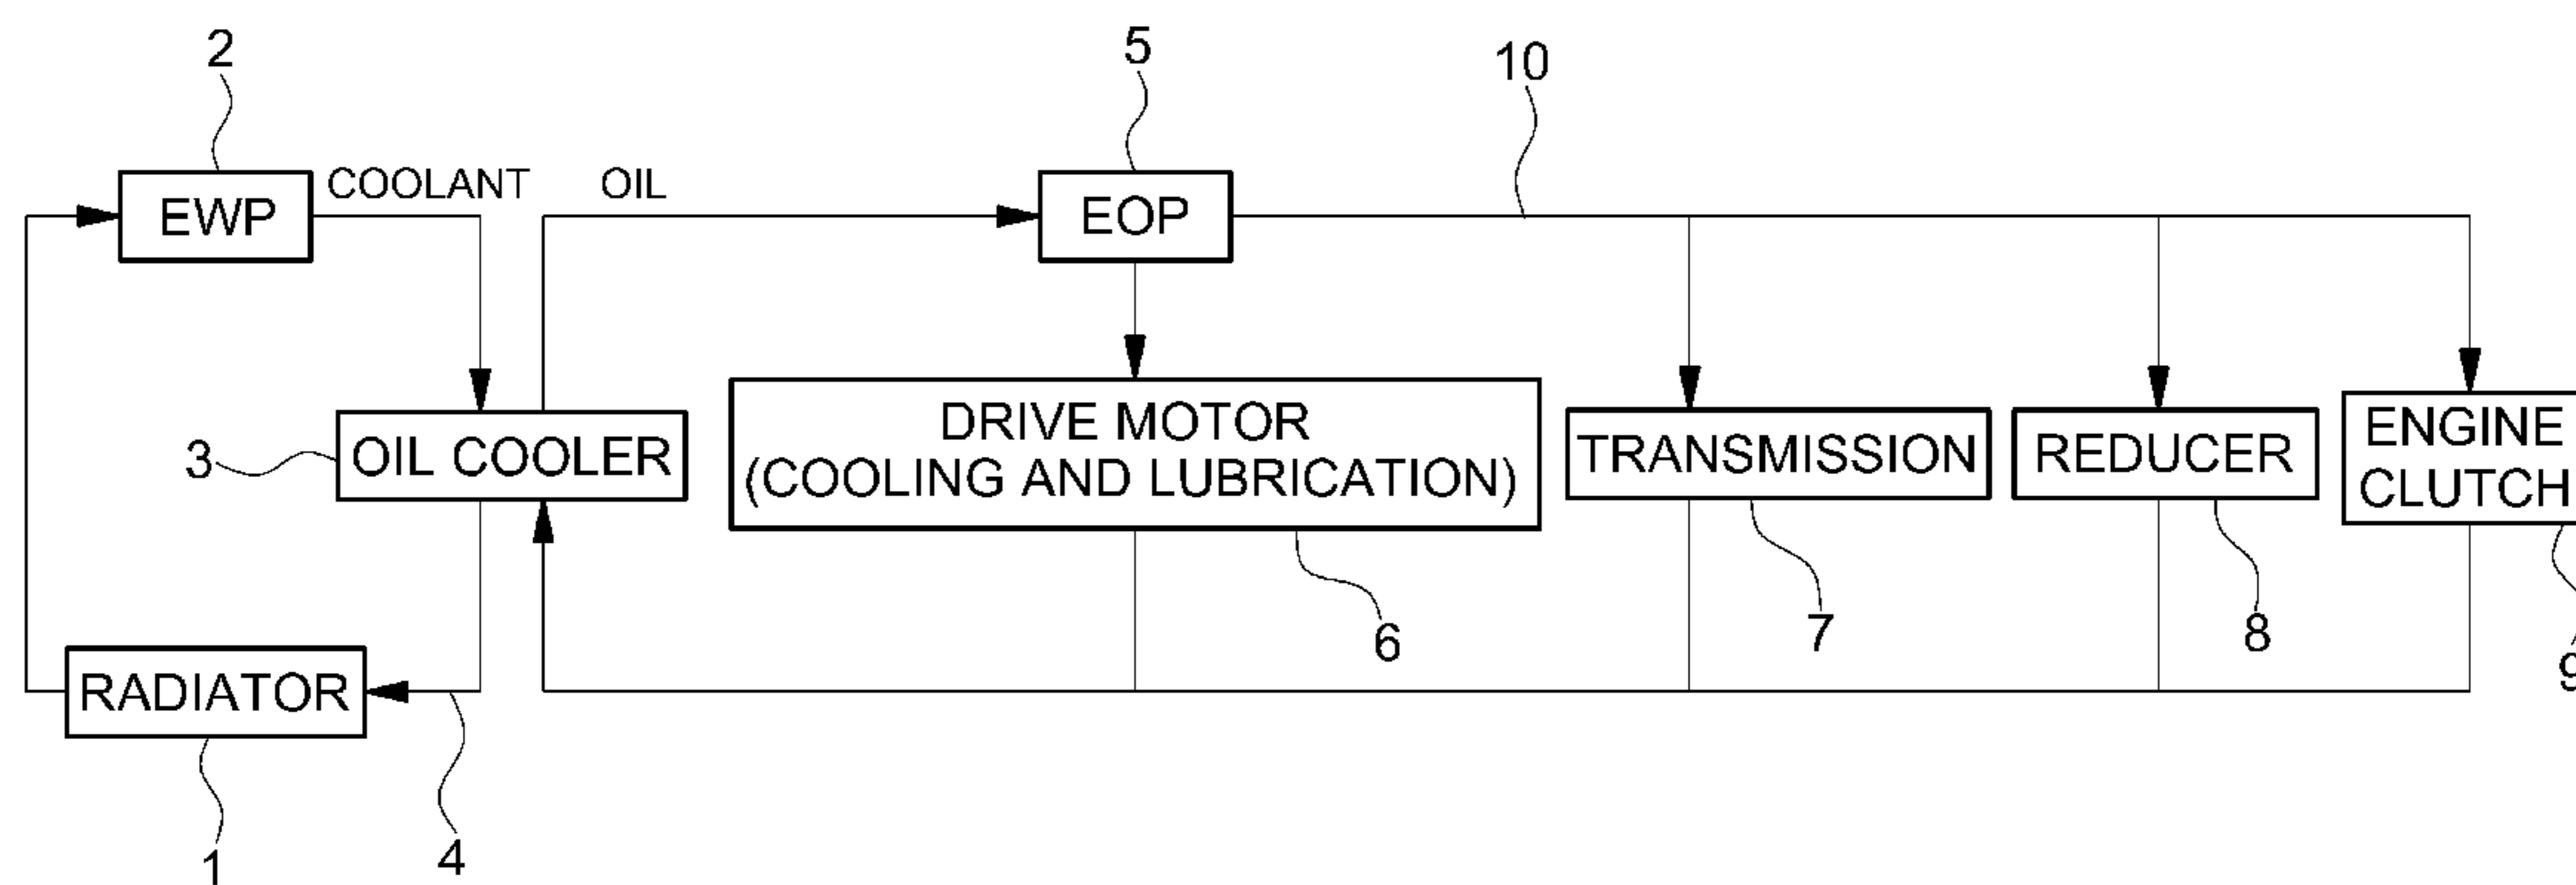 2
5
10
COOLANT
OIL
EWP
EOP
3
OIL COOLER
DRIVE MOTOR
(COOLING AND LUBRICATION)
TRANSMISSION
REDUCER
ENGINE
CLUTCH
6
7
8
9
RADIATOR
1
4